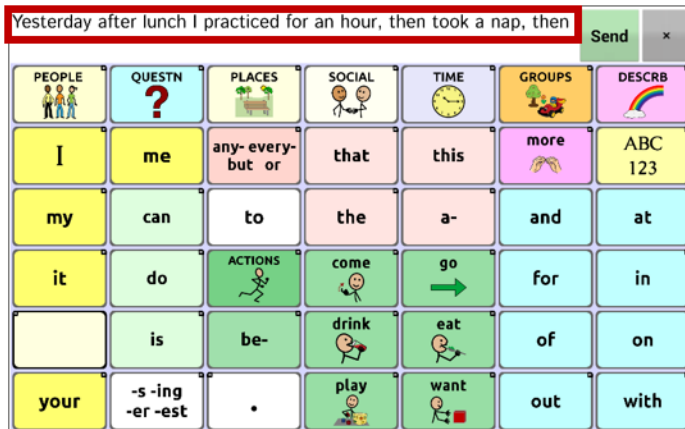 Yesterday after lunch I practiced for an hour, then took a nap, then
Send ×
PEOPLE QUESTN PLACES SOCIAL TIME GROUPS DESCRB
?
I me any- every- that this more ABC
but or 123
my can to the a- and at
it do ACTIONS come go for in
is be- drink eat of on
your -s -ing . play want out with
-er -est